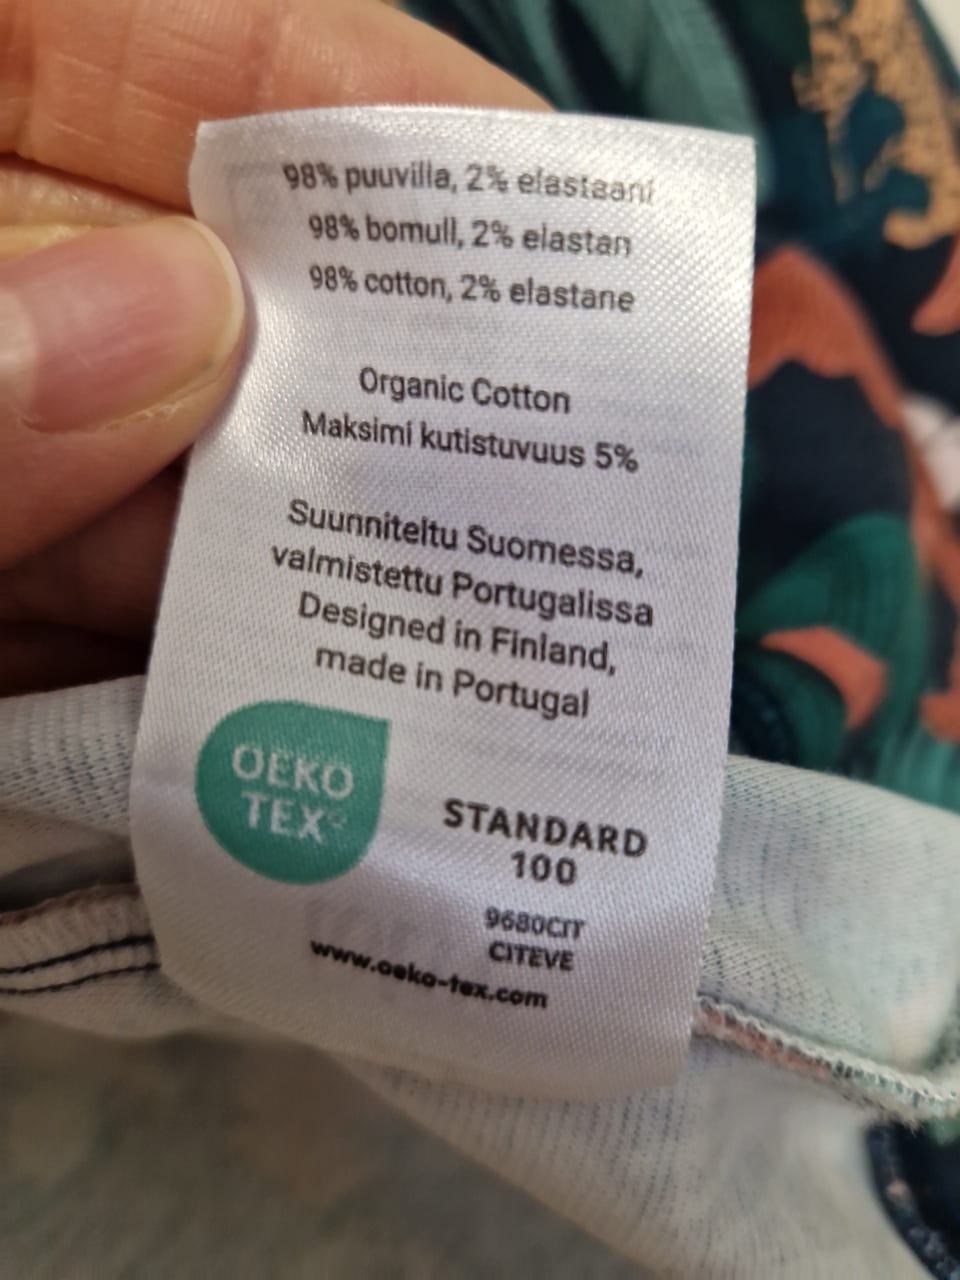 98% puuvilla, 2% elastaani
98% bomull, 2% elastan
98% cotton, 2% elastane
Organic Cotton
Maksimi kutistuvuus 5%
Suunniteltu Suomessa,
valmistettu Portugalissa
Designed in Finland,
made in Portugal
OEKO
TEX®
STANDARD
100
9680CIT
CITEVE
www.oeko-tex.com